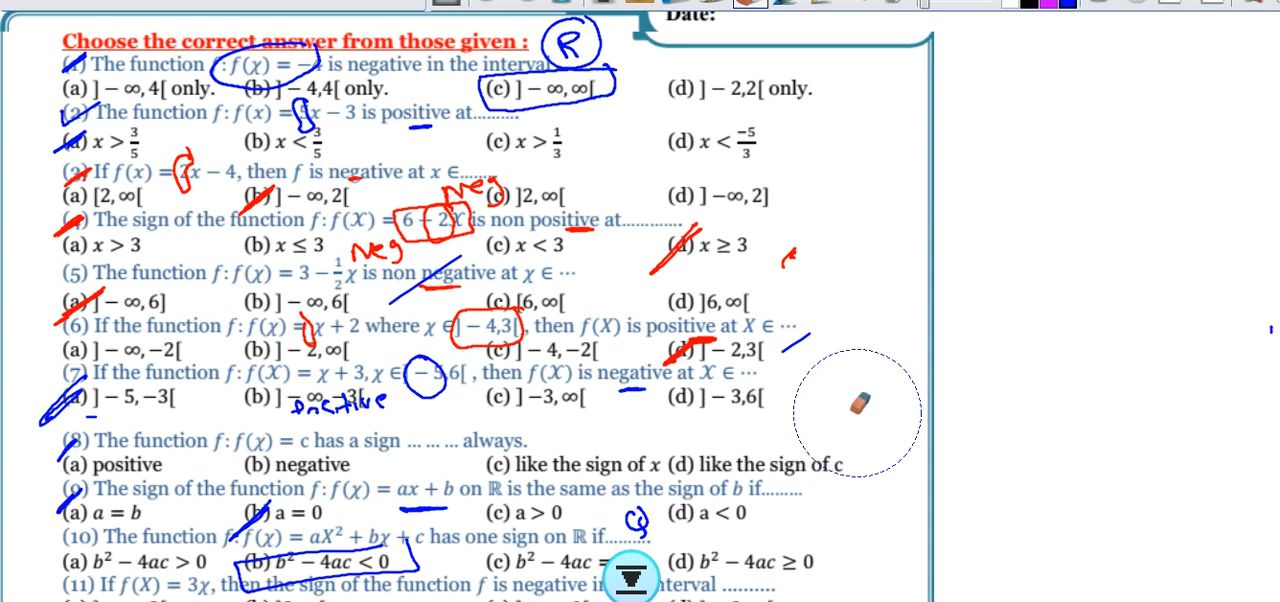 Date:
Choose the correct answer from those given : R
(1) The function f: f(χ) = −4 is negative in the interval
(a) ] − ∞, 4[ only. (b) ] − 4,4[ only. (c) ] − ∞, ∞[ (d) ] − 2,2[ only.
(2) The function f: f(x) = 5x − 3 is positive at..........
(a) x > 3/5 (b) x < 3/5 (c) x > 1/3 (d) x < −5/3
(3) If f(x) = 2x − 4, then f is negative at x ∈........
(a) [2, ∞[ (b) ] − ∞, 2[ (c) ]2, ∞[ (d) ] −∞, 2]
Neg
(4) The sign of the function f: f(X) = 6 − 2X is non positive at.............
(a) x > 3 (b) x ≤ 3 (c) x < 3 (d) x ≥ 3
Neg
(5) The function f: f(χ) = 3 − 1/2 χ is non negative at χ ∈ ···
(a) ] − ∞, 6] (b) ] − ∞, 6[ (c) [6, ∞[ (d) ]6, ∞[
(6) If the function f: f(χ) = χ + 2 where χ ∈] − 4,3[, then f(X) is positive at X ∈ ···
(a) ] − ∞, −2[ (b) ] − 2, ∞[ (c) ] − 4, −2[ (d) ] − 2,3[
(7) If the function f: f(X) = χ + 3, χ ∈] − 5,6[ , then f(X) is negative at X ∈ ···
(a) ] − 5, −3[ (b) ] − ∞, −3[ (c) ] −3, ∞[ (d) ] − 3,6[
(8) The function f: f(χ) = c has a sign ... ... ... always.
(a) positive (b) negative (c) like the sign of x (d) like the sign of c
(9) The sign of the function f: f(χ) = ax + b on ℝ is the same as the sign of b if.........
(a) a = b (b) a = 0 (c) a > 0 (d) a < 0
(10) The function f: f(χ) = aX² + bχ + c has one sign on ℝ if..........
(a) b² − 4ac > 0 (b) b² − 4ac < 0 (c) b² − 4ac = (d) b² − 4ac ≥ 0
(11) If f(X) = 3χ, then the sign of the function f is negative in interval ..........